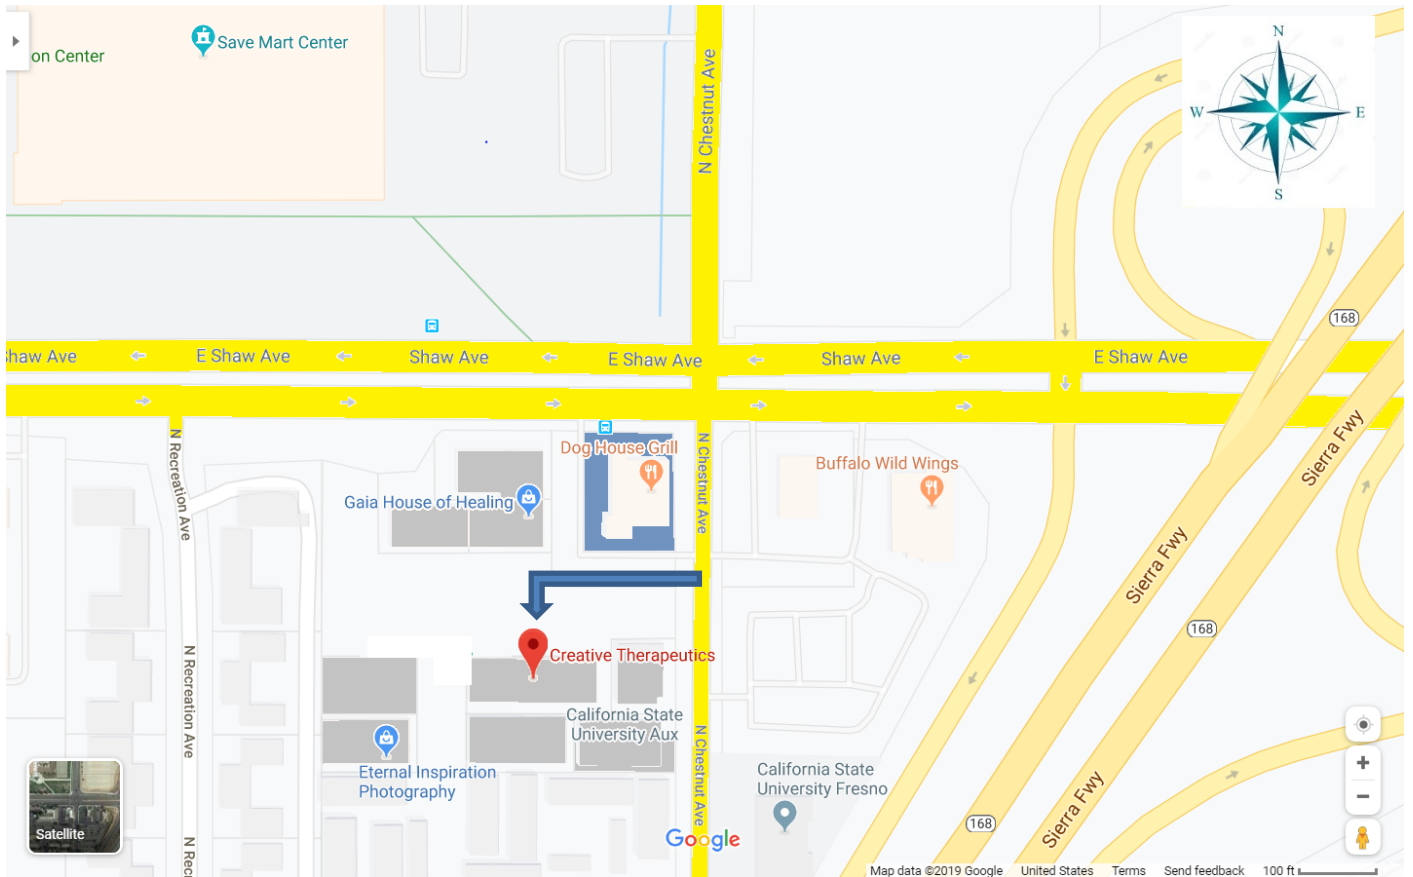 on Center
Save Mart Center
N Chestnut Ave
N
W
E
S
168
Shaw Ave
E Shaw Ave
Shaw Ave
E Shaw Ave
Shaw Ave
E Shaw Ave
N Recreation Ave
Dog House Grill
N Chestnut Ave
Buffalo Wild Wings
Sierra Fwy
Gaia House of Healing
Sierra Fwy
168
Creative Therapeutics
N Recreation Ave
California State
University Aux
N Chestnut Ave
Eternal Inspiration
Photography
California State
University Fresno
Sierra Fwy
168
Satellite
N Rec
Google
Map data ©2019 Google
United States
Terms
Send feedback
100 ft